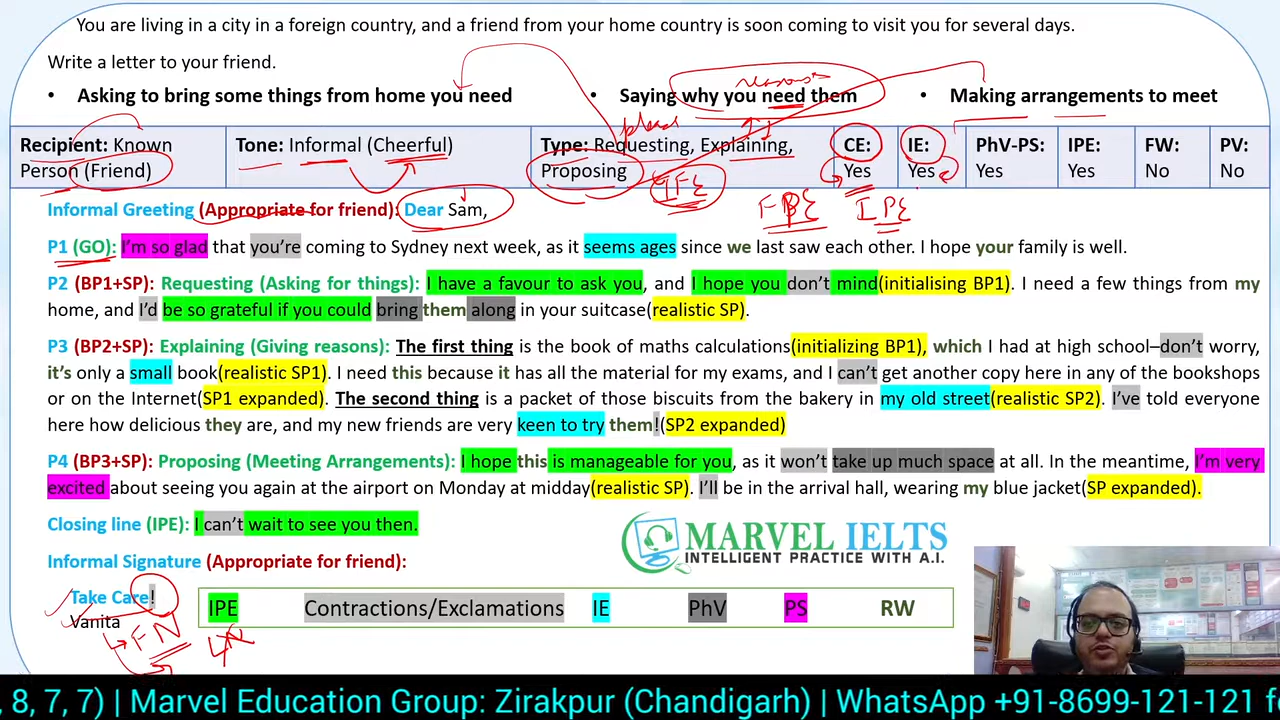 You are living in a city in a foreign country, and a friend from your home country is soon coming to visit you for several days.
Write a letter to your friend.
reasons
• Asking to bring some things from home you need • Saying why you need them • Making arrangements to meet
Recipient: Known Tone: Informal (Cheerful) Type: Requesting, Explaining, CE: IE: PhV-PS: IPE: FW: PV:
Person (Friend) Proposing Yes Yes Yes Yes No No
Informal Greeting (Appropriate for friend): Dear Sam,
P1 (GO): I'm so glad that you're coming to Sydney next week, as it seems ages since we last saw each other. I hope your family is well.
P2 (BP1+SP): Requesting (Asking for things): I have a favour to ask you, and I hope you don't mind(initialising BP1). I need a few things from my
home, and I'd be so grateful if you could bring them along in your suitcase(realistic SP).
P3 (BP2+SP): Explaining (Giving reasons): The first thing is the book of maths calculations(initializing BP1), which I had at high school–don't worry,
it's only a small book(realistic SP1). I need this because it has all the material for my exams, and I can't get another copy here in any of the bookshops
or on the Internet(SP1 expanded). The second thing is a packet of those biscuits from the bakery in my old street(realistic SP2). I've told everyone
here how delicious they are, and my new friends are very keen to try them!(SP2 expanded)
P4 (BP3+SP): Proposing (Meeting Arrangements): I hope this is manageable for you, as it won't take up much space at all. In the meantime, I'm very
excited about seeing you again at the airport on Monday at midday(realistic SP). I'll be in the arrival hall, wearing my blue jacket(SP expanded).
Closing line (IPE): I can't wait to see you then.
MARVEL IELTS
INTELLIGENT PRACTICE WITH A.I.
Informal Signature (Appropriate for friend):
Take Care!
Vanita
FN
IPE Contractions/Exclamations IE PhV PS RW
, 8, 7, 7) | Marvel Education Group: Zirakpur (Chandigarh) | WhatsApp +91-8699-121-121 f